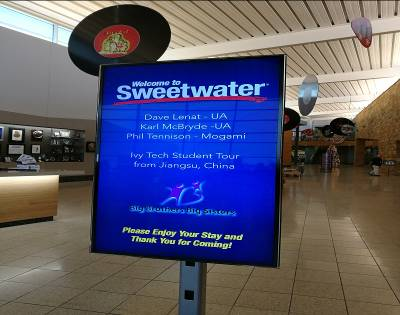 Welcome to
Sweetwater
Dave Lenat - UA
Karl McBryde -UA
Phil Tennison - Mogami
Ivy Tech Student Tour
from Jiangsu, China
Big Brothers Big Sisters
Please Enjoy Your Stay and
Thank You for Coming!